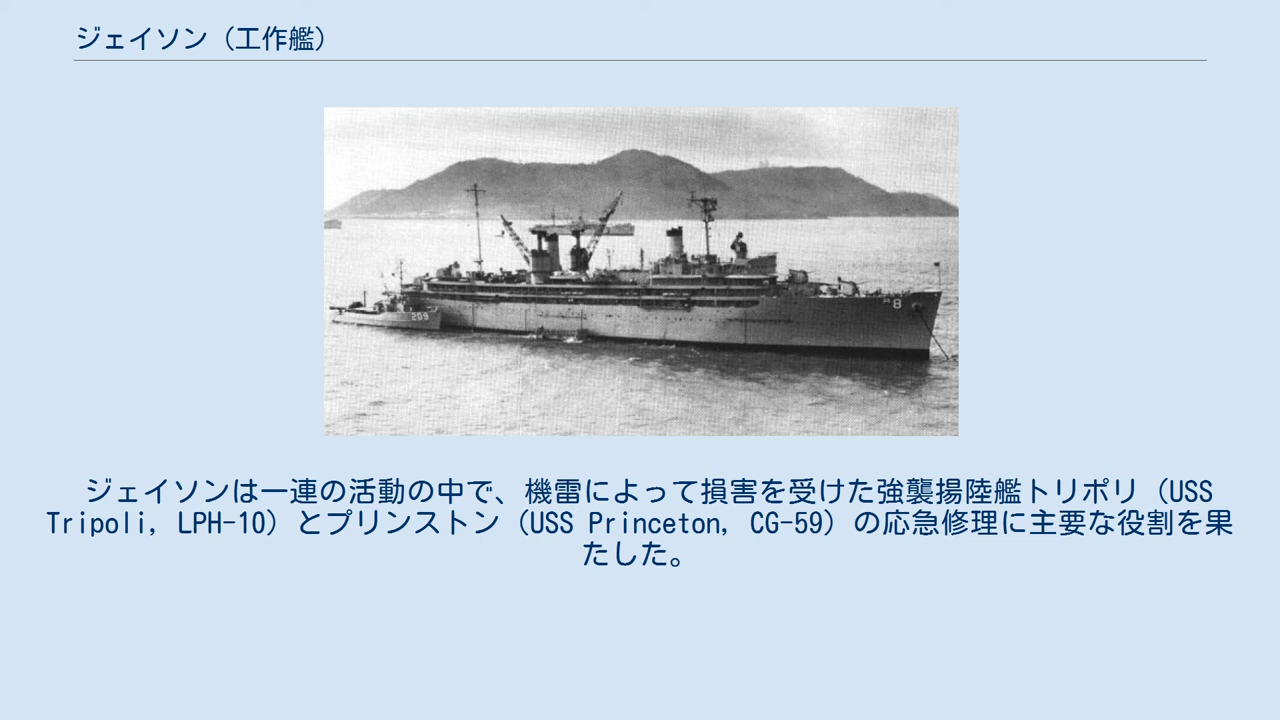 ジェイソン（工作艦）
209
8
ジェイソンは一連の活動の中で、機雷によって損害を受けた強襲揚陸艦トリポリ（USS
Tripoli, LPH-10）とプリンストン（USS Princeton, CG-59）の応急修理に主要な役割を果
たした。